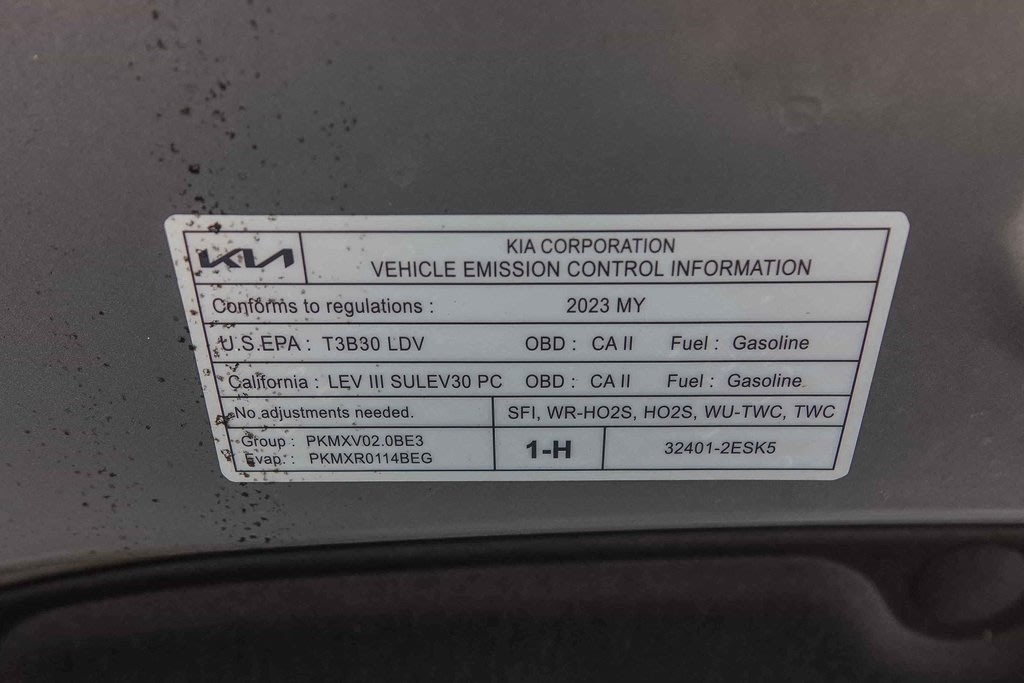 KIA
KIA CORPORATION
VEHICLE EMISSION CONTROL INFORMATION
Conforms to regulations : 2023 MY
U.S.EPA : T3B30 LDV OBD : CA II Fuel : Gasoline
California : LEV III SULEV30 PC OBD : CA II Fuel : Gasoline
No adjustments needed. SFI, WR-HO2S, HO2S, WU-TWC, TWC
Group : PKMXV02.0BE3
Evap. : PKMXR0114BEG
1-H
32401-2ESK5